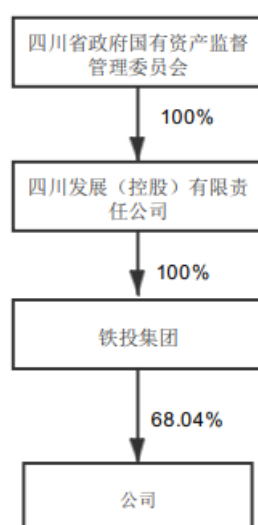 四川省政府国有资产监督
管理委员会
100%
四川发展（控股）有限责
任公司
100%
铁投集团
68.04%
公司